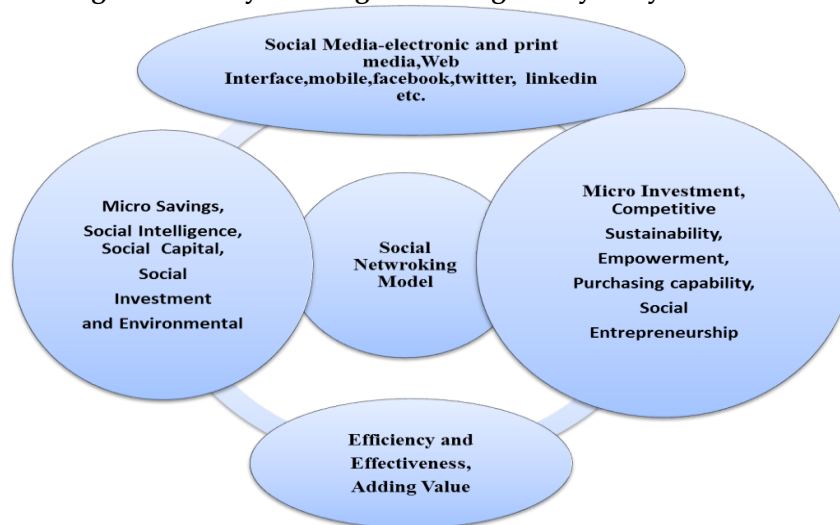 Social Media-electronic and print
media,Web
Interface,mobile,facebook,twitter, linkedin
etc.
Micro Savings,
Social Intelligence,
Social Capital,
Social
Investment
and Environmental
Social
Netwroking
Model
Micro Investment,
Competitive
Sustainability,
Empowerment,
Purchasing capability,
Social
Entrepreneurship
Efficiency and
Effectiveness,
Adding Value